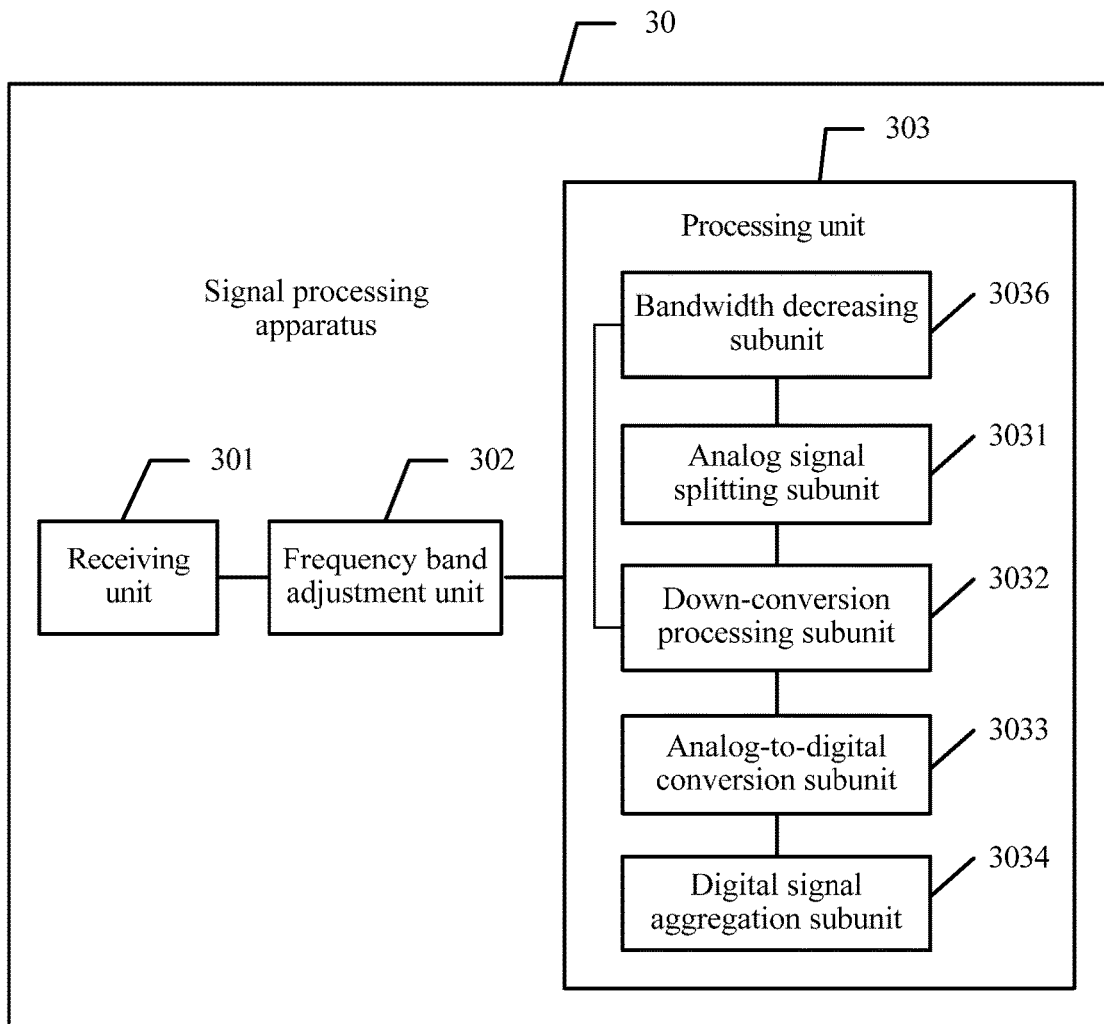 30
303
Processing unit
Signal processing
apparatus
Bandwidth decreasing
subunit
3036
Analog signal
splitting subunit
3031
301
302
Receiving
unit
Frequency band
adjustment unit
Down-conversion
processing subunit
3032
Analog-to-digital
conversion subunit
3033
Digital signal
aggregation subunit
3034